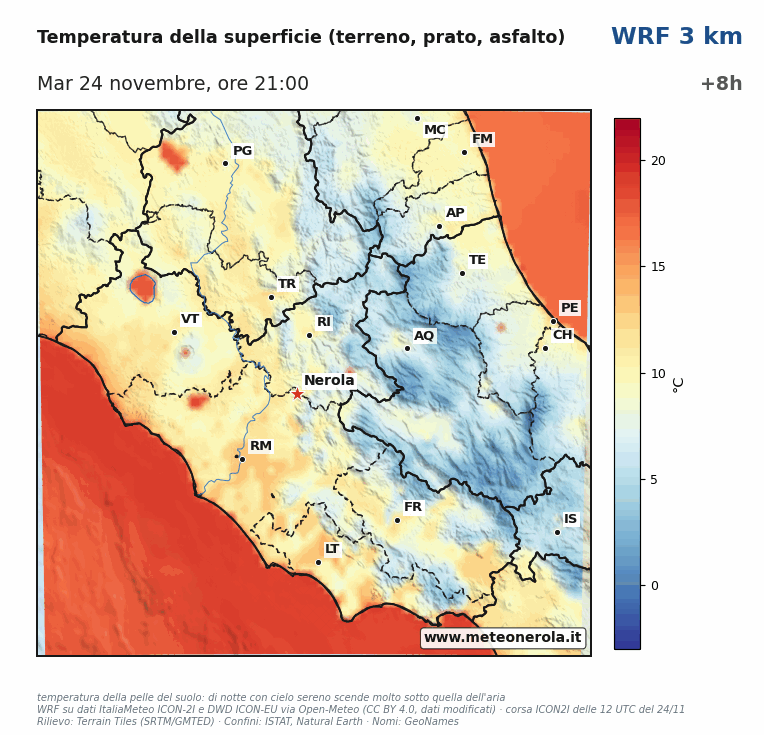 Temperatura della superficie (terreno, prato, asfalto)
WRF 3 km
Mar 24 novembre, ore 21:00
+8h
MC
FM
PG
AP
TE
TR
PE
VT
RI
AQ
CH
Nerola
RM
FR
IS
LT
www.meteonerola.it
20
15
10
5
0
°C
temperatura della pelle del suolo: di notte con cielo sereno scende molto sotto quella dell'aria
WRF su dati ItaliaMeteo ICON-2I e DWD ICON-EU via Open-Meteo (CC BY 4.0, dati modificati) · corsa ICON2I delle 12 UTC del 24/11
Rilievo: Terrain Tiles (SRTM/GMTED) · Confini: ISTAT, Natural Earth · Nomi: GeoNames